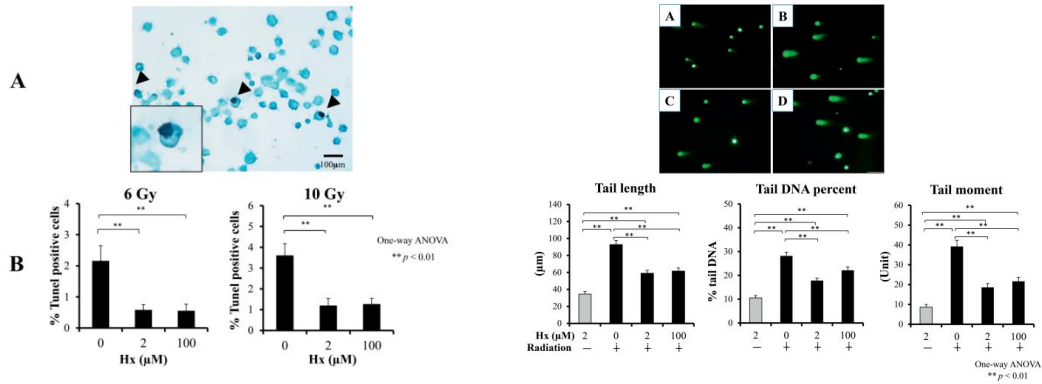 A
100μm
B
6 Gy
% Tunel positive cells
4
3
2
1
0
**
**
0 2 100
Hx (μM)
10 Gy
% Tunel positive cells
7
6
5
4
3
2
1
0
**
**
0 2 100
Hx (μM)
One-way ANOVA
** p < 0.01
A B
C D
Tail length
(μm)
120
100
80
60
40
20
0
**
**
**
**
**
**
Hx (μM) 2 0 2 100
Radiation — + + +
Tail DNA percent
% tail DNA
50
40
30
20
10
0
**
**
**
**
**
**
2 0 2 100
— + + +
Tail moment
(Unit)
60
50
40
30
20
10
0
**
**
**
**
**
2 0 2 100
— + + +
One-way ANOVA
** p < 0.01